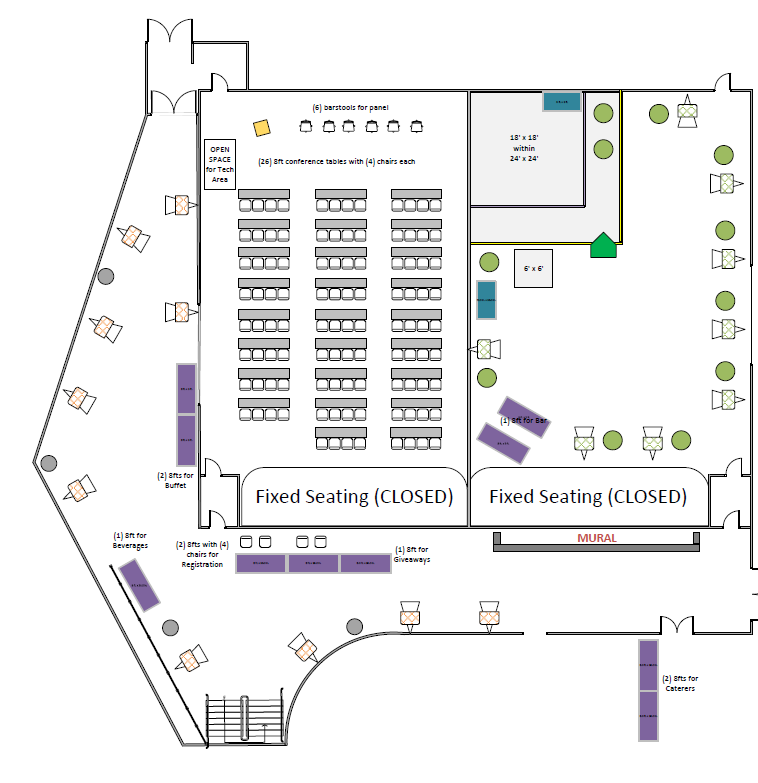 (6) barstools for panel
OPEN
SPACE
for Tech
Area
(26) 8ft conference tables with (4) chairs each
18' x 18'
within
24' x 24'
6' x 6'
(1) 8ft for Bar
(2) 8fts for
Buffet
Fixed Seating (CLOSED)
Fixed Seating (CLOSED)
(1) 8ft for
Beverages
(2) 8fts with (4)
chairs for
Registration
(1) 8ft for
Giveaways
MURAL
(2) 8fts for
Caterers